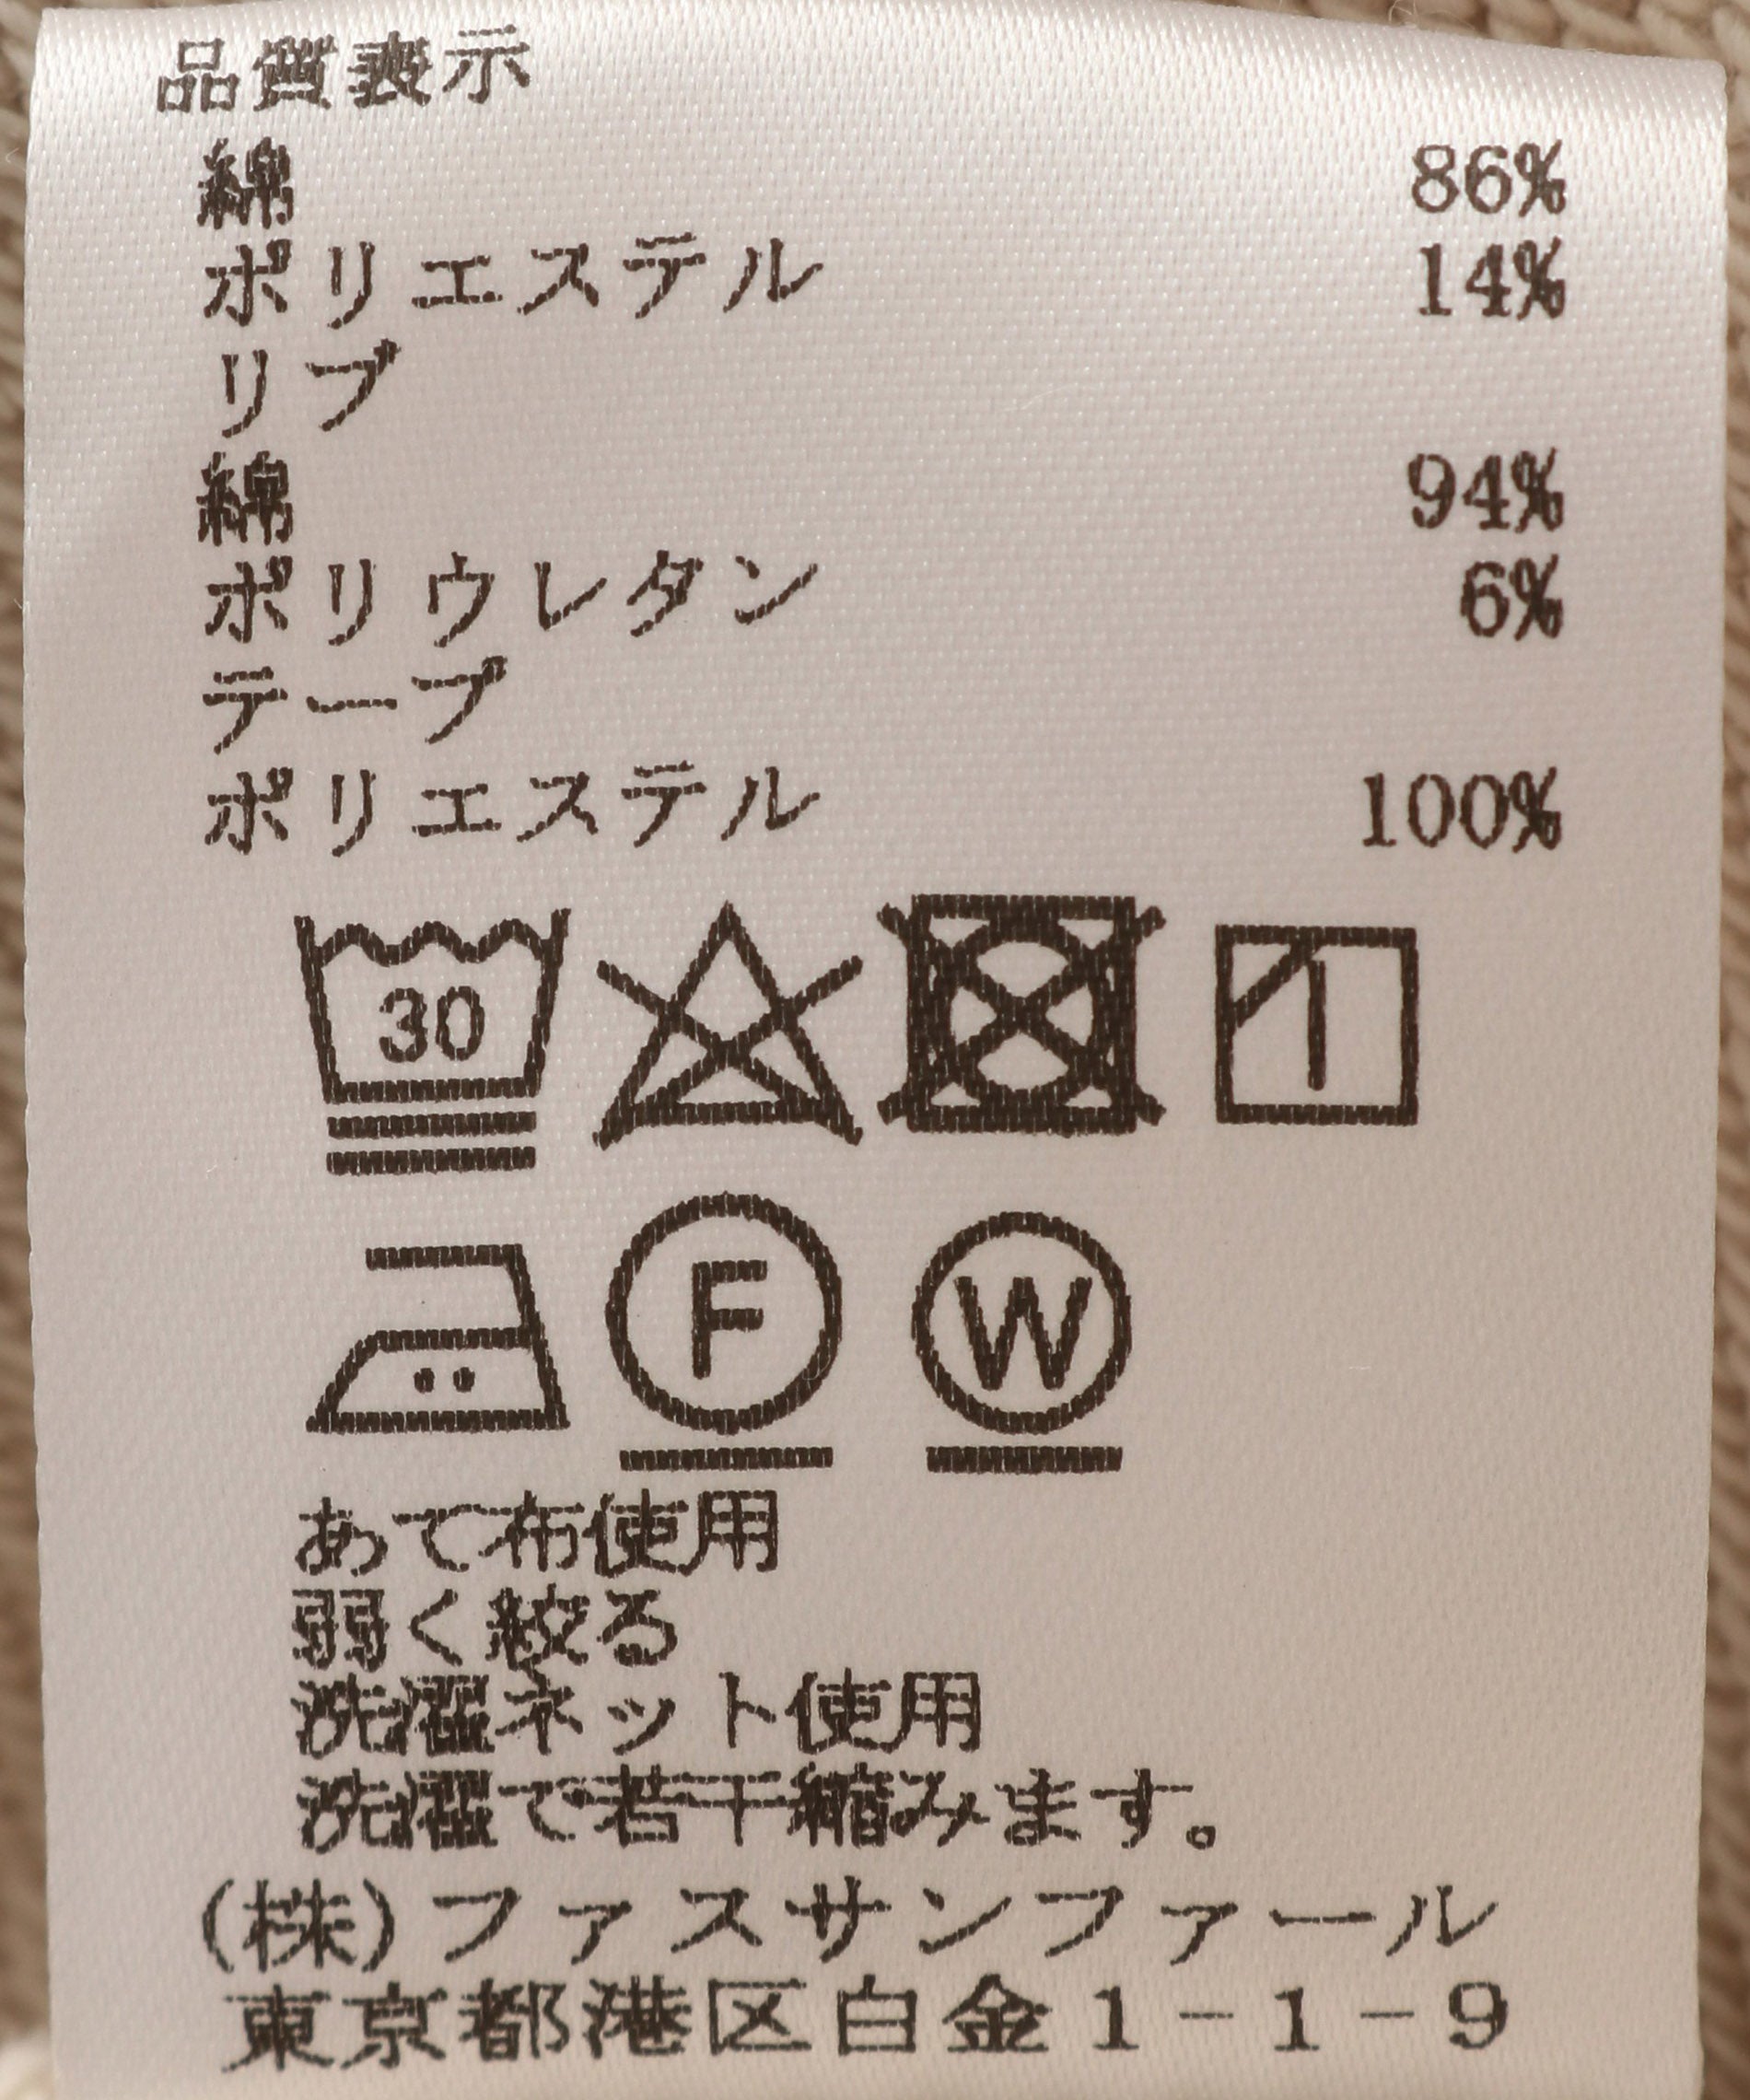 品質表示
綿 86%
ポリエステル 14%
リブ
綿 94%
ポリウレタン 6%
テープ
ポリエステル 100%
30
F W
あて布使用
弱く絞る
洗濯ネット使用
洗濯で若干縮みます。
(株)ファスサンファール
東京都港区白金1-1-9